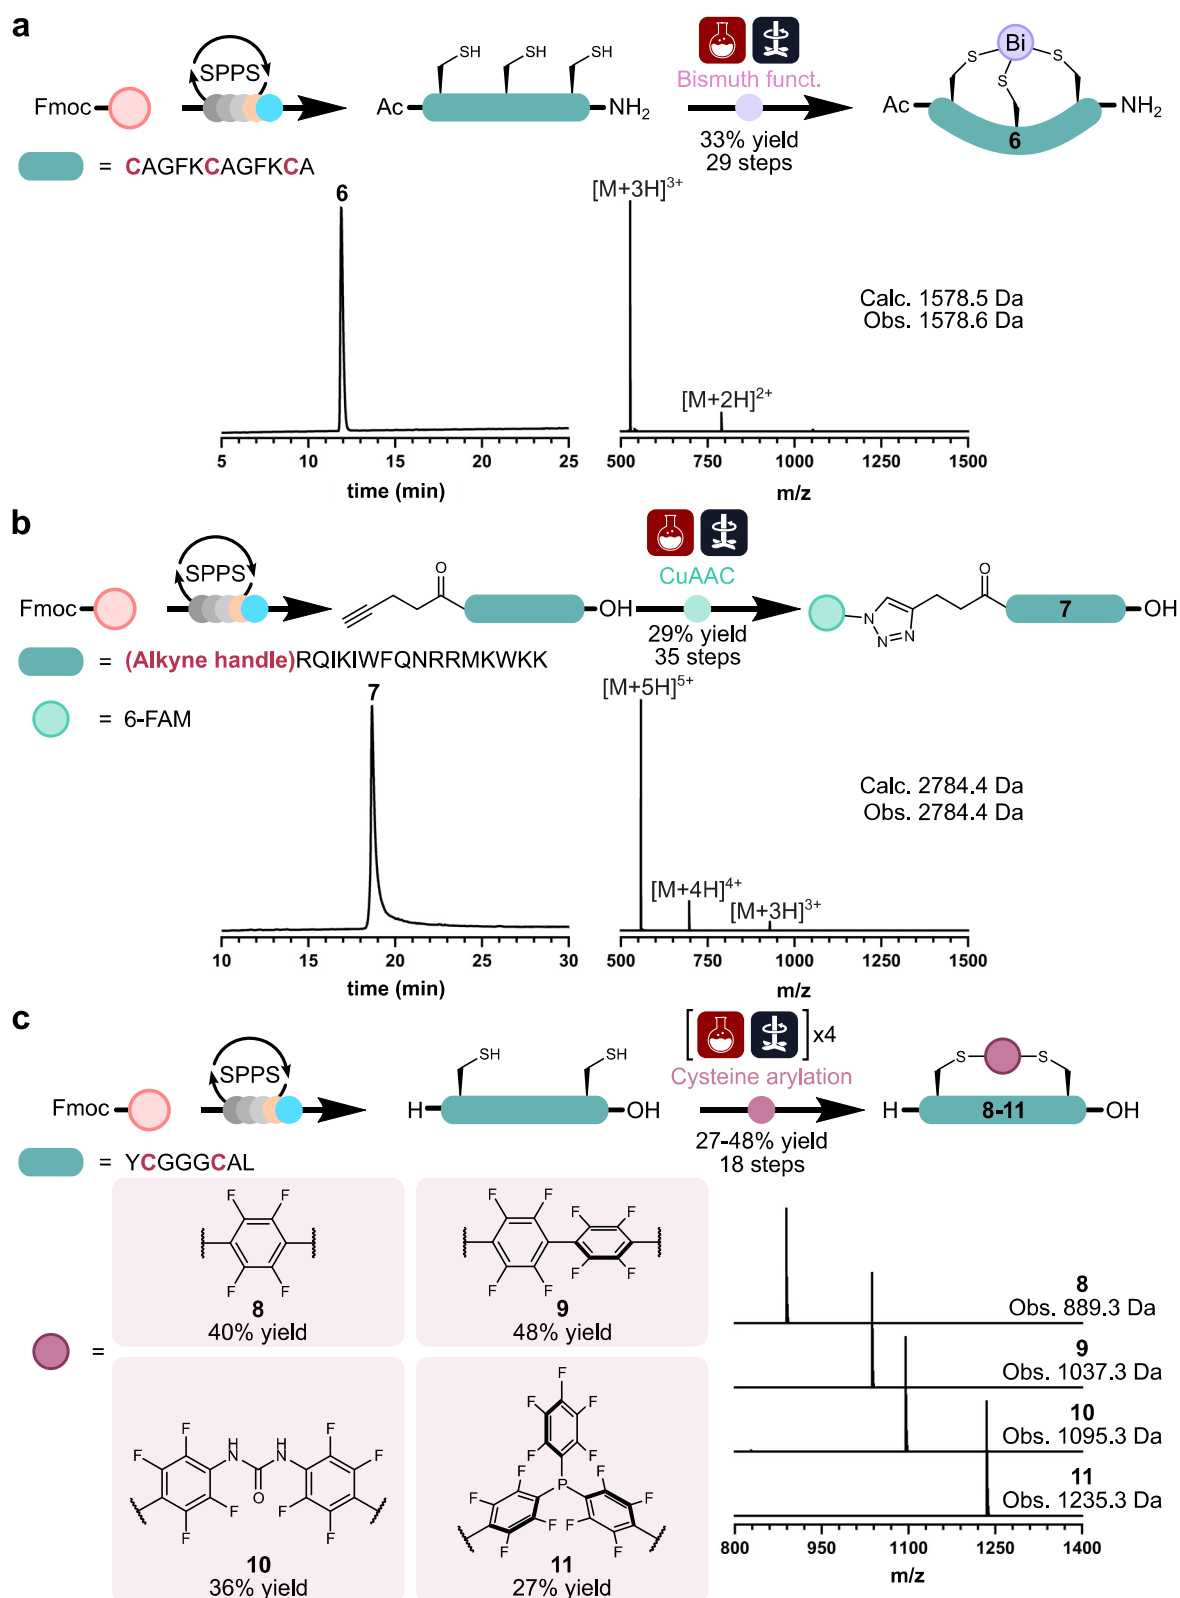 a
SPPS
Fmoc
Ac
SH
SH
SH
NH2
Bismuth funct.
33% yield
29 steps
Bi
S
S
S
Ac
6
NH2
= CAGFKCAGFKCA
6
5 10 15 20 25
time (min)
[M+3H]3+
[M+2H]2+
Calc. 1578.5 Da
Obs. 1578.6 Da
500 750 1000 1250 1500
m/z
b
SPPS
Fmoc
O
OH
CuAAC
29% yield
35 steps
N
N
N
O
7
OH
= (Alkyne handle)RQIKIWFQNRRMKWKK
= 6-FAM
7
10 15 20 25 30
time (min)
[M+5H]5+
[M+4H]4+
[M+3H]3+
Calc. 2784.4 Da
Obs. 2784.4 Da
500 750 1000 1250 1500
m/z
c
SPPS
Fmoc
SH
SH
H
OH
[ ]x4
Cysteine arylation
27-48% yield
18 steps
S
S
H
8-11
OH
= YCGGGCAL
F F
F F
8
40% yield
F F F F
F F F F
9
48% yield
=
F F H H F F
N N
F F O F F
10
36% yield
F
F F
F F
P
F F F F
F F F F
11
27% yield
8
Obs. 889.3 Da
9
Obs. 1037.3 Da
10
Obs. 1095.3 Da
11
Obs. 1235.3 Da
800 950 1100 1250 1400
m/z